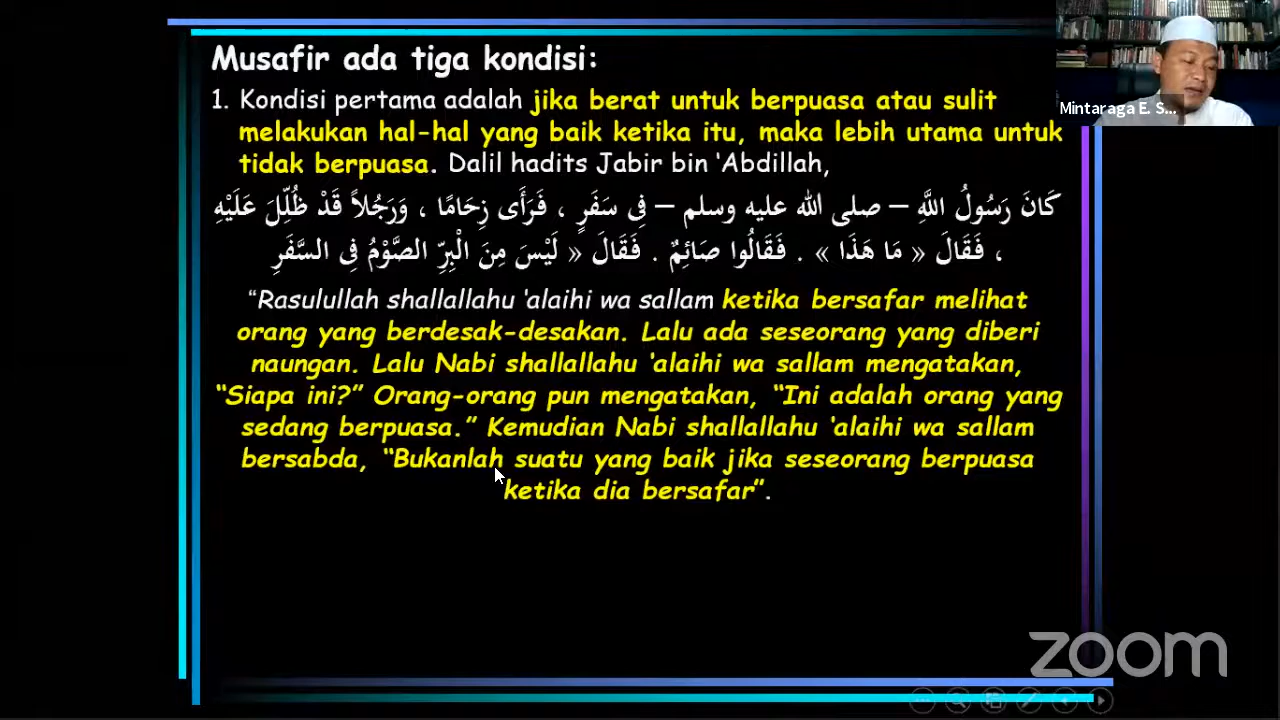 Musafir ada tiga kondisi:
Mintaraga E. S...
1. Kondisi pertama adalah jika berat untuk berpuasa atau sulit
melakukan hal-hal yang baik ketika itu, maka lebih utama untuk
tidak berpuasa. Dalil hadits Jabir bin ‘Abdillah,
كَانَ رَسُولُ اللَّهِ – صلى الله عليه وسلم – فِى سَفَرٍ ، فَرَأَى زِحَامًا ، وَرَجُلاً قَدْ ظُلِّلَ عَلَيْهِ
، فَقَالَ « مَا هَذَا » . فَقَالُوا صَائِمٌ . فَقَالَ « لَيْسَ مِنَ الْبِرِّ الصَّوْمُ فِى السَّفَرِ
“Rasulullah shallallahu ‘alaihi wa sallam ketika bersafar melihat
orang yang berdesak-desakan. Lalu ada seseorang yang diberi
naungan. Lalu Nabi shallallahu ‘alaihi wa sallam mengatakan,
“Siapa ini?” Orang-orang pun mengatakan, “Ini adalah orang yang
sedang berpuasa.” Kemudian Nabi shallallahu ‘alaihi wa sallam
bersabda, “Bukanlah suatu yang baik jika seseorang berpuasa
ketika dia bersafar”.
zoom